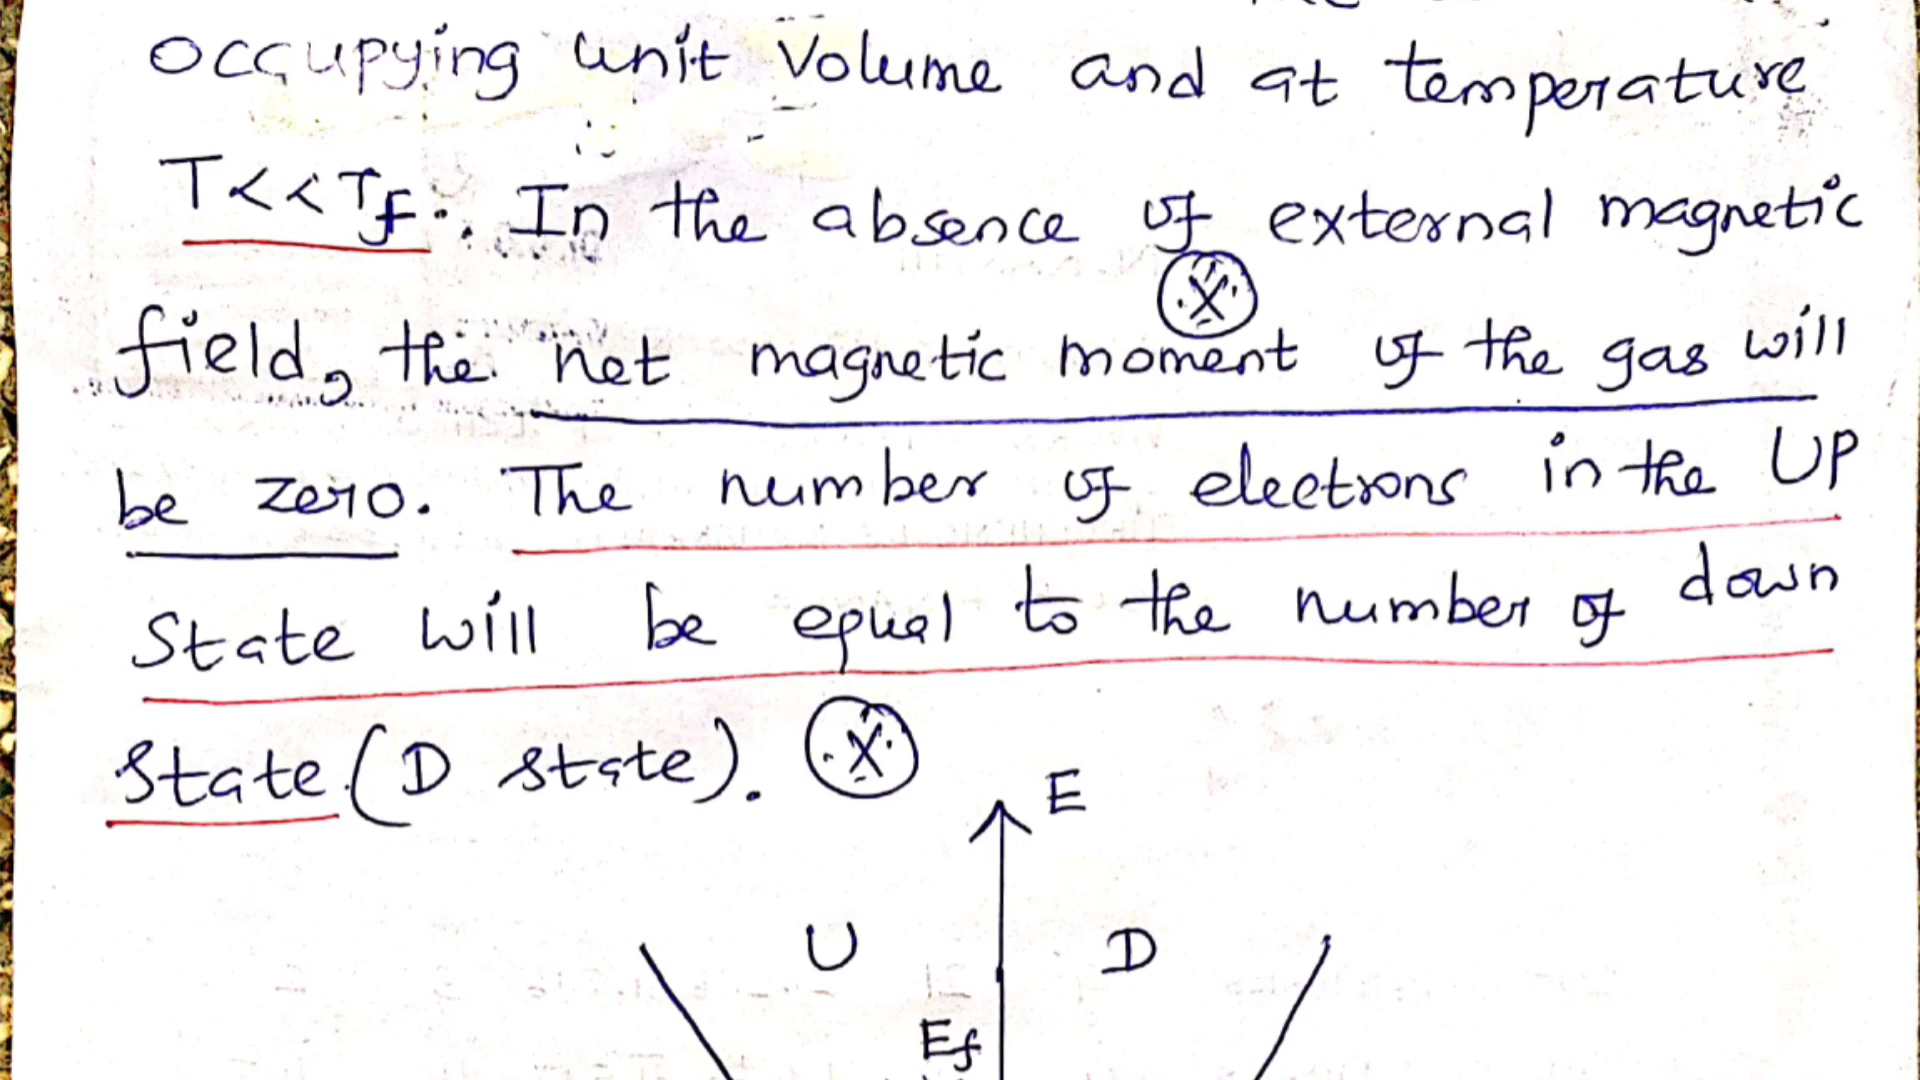 occupying unit volume and at temperature
T<<Tf. In the absence of external magnetic
field, the net magnetic moment of the gas will
be zero. The number of electrons in the UP
State will be equal to the number of down
state (D state).
E
U D
Ef